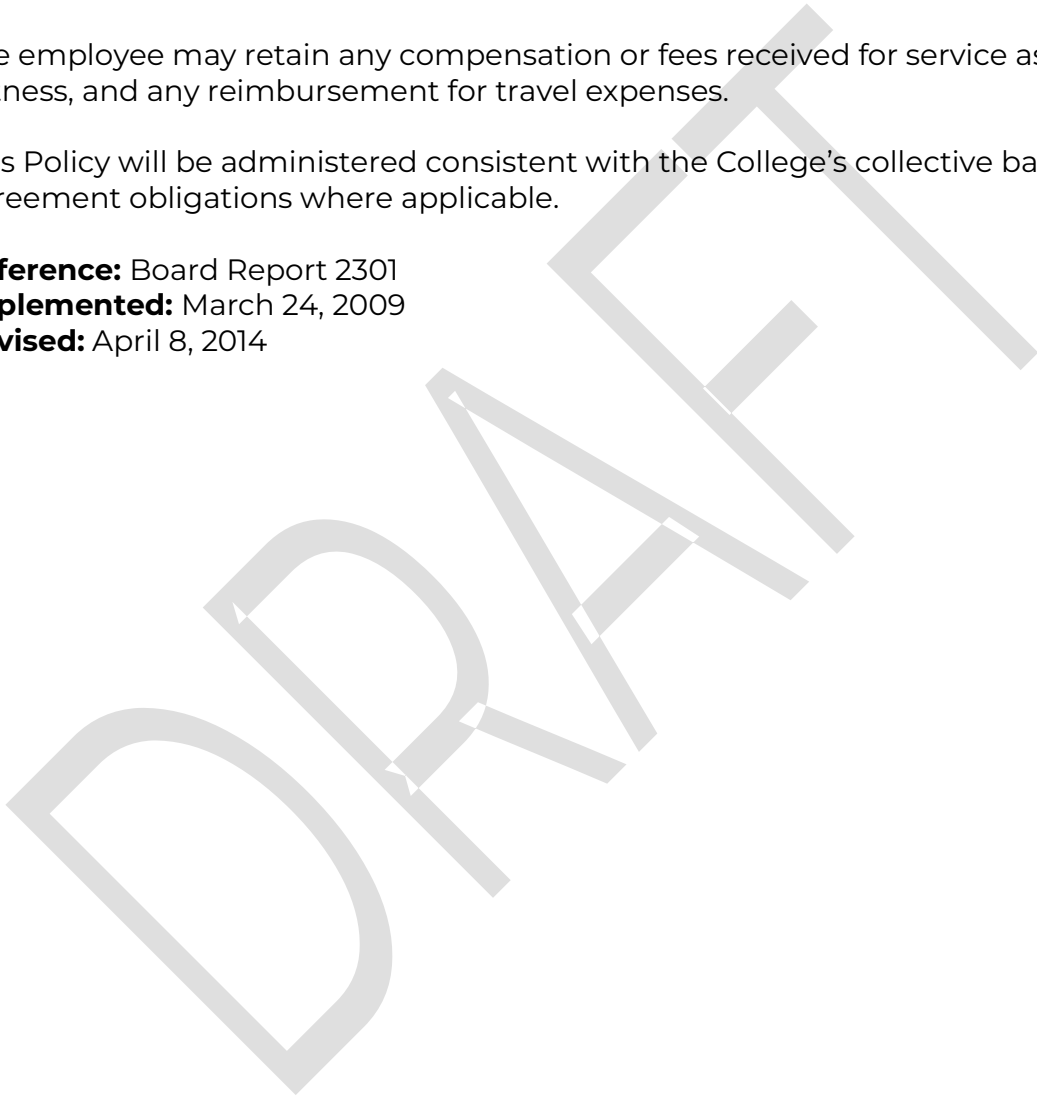 e employee may retain any compensation or fees received for service as
tness, and any reimbursement for travel expenses.
s Policy will be administered consistent with the College’s collective ba
reement obligations where applicable.
ference: Board Report 2301
plemented: March 24, 2009
vised: April 8, 2014
DRAFT